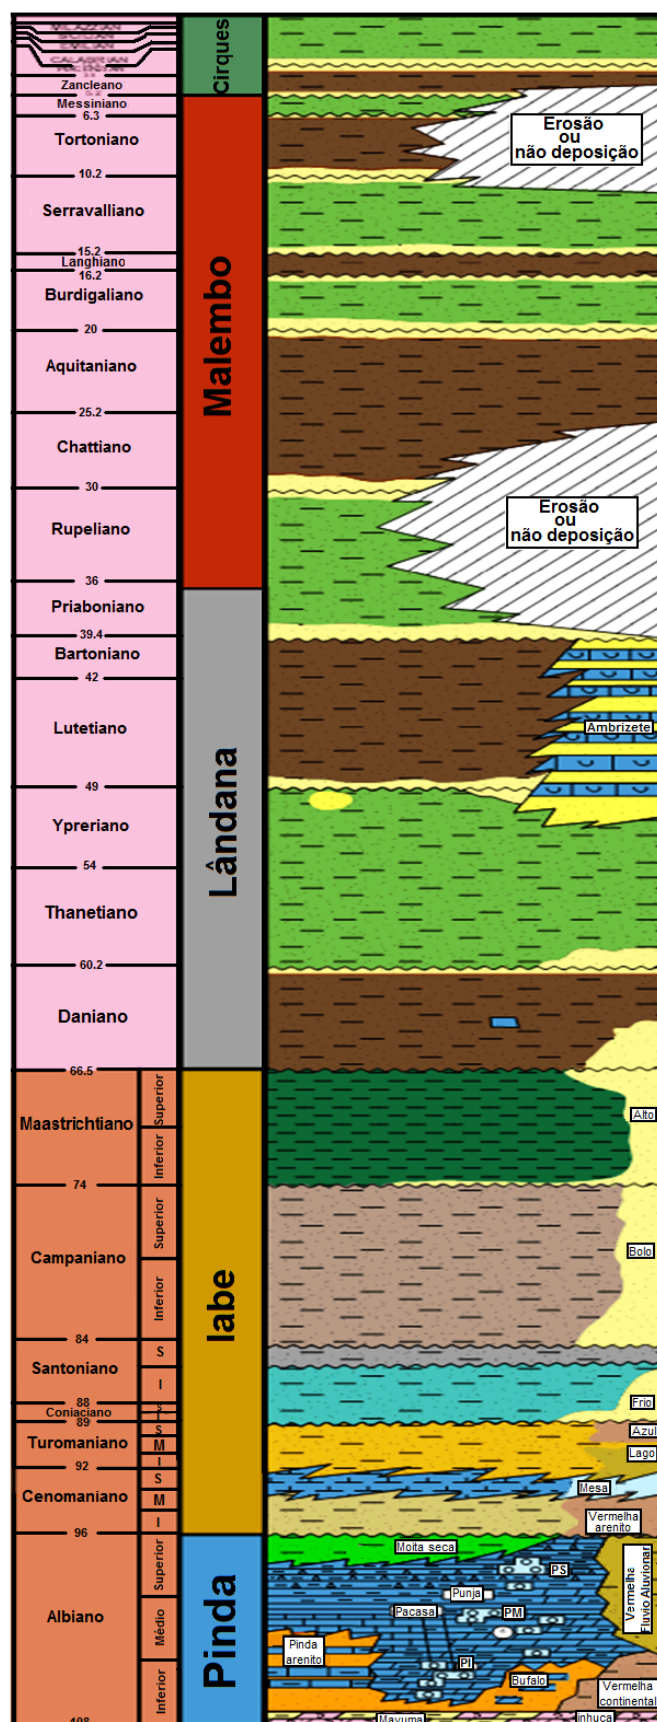 Zancleano
Messiniano
6.3
Tortoniano
10.2
Serravalliano
15.2
Langhiano
16.2
Burdigaliano
20
Aquitaniano
25.2
Chattiano
30
Rupeliano
36
Priaboniano
39.4
Bartoniano
42
Lutetiano
49
Ypreriano
54
Thanetiano
60.2
Daniano
66.5
Maastrichtiano
Superior
Inferior
74
Campaniano
Superior
Inferior
84
Santoniano
S
I
88
Coniaciano
S
I
89
Turomaniano
S
M
I
92
Cenomaniano
S
M
I
96
Albiano
Superior
Médio
Inferior
108
Cirques
Malembo
Lândana
Iabe
Pinda
Erosão
ou
não deposição
Erosão
ou
não deposição
Ambrizete
Alto
Bolo
Frio
Azul
Lago
Mesa
Vermelha
arenito
Moita seca
PS
Punja
Pacasa
PM
Pinda
arenito
PI
Bufalo
Vermelha
Fluvio Aluvionar
Vermelha
continental
Mavuma
Inhuca